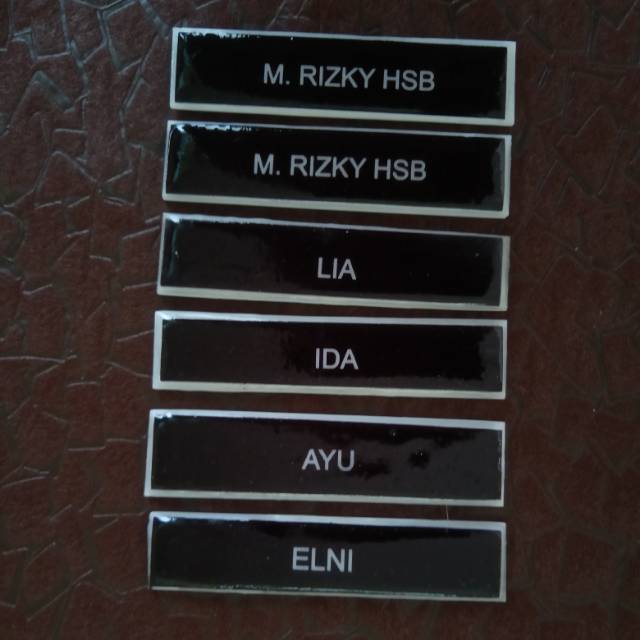 M. RIZKY HSB
M. RIZKY HSB
LIA
IDA
AYU
ELNI